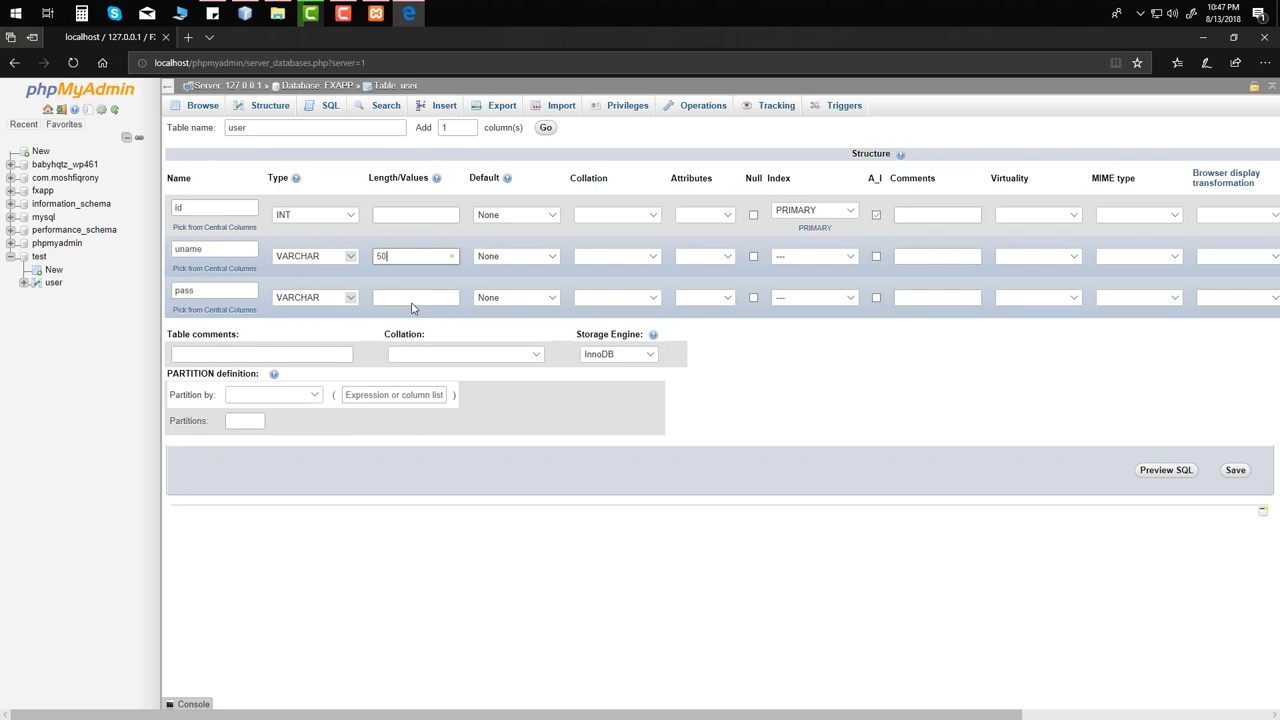 10:47 PM
8/13/2018
localhost / 127.0.0.1 / FX
localhost/phpmyadmin/server_databases.php?server=1
phpMyAdmin
Recent Favorites
New
babyhqtz_wp461
com.moshfiqrony
fxapp
information_schema
mysql
performance_schema
phpmyadmin
test
New
user
Server: 127.0.0.1 » Database: FXAPP » Table: user
Browse Structure SQL Search Insert Export Import Privileges Operations Tracking Triggers
Table name: user Add 1 column(s) Go
Structure
Name Type Length/Values Default Collation Attributes Null Index A_I Comments Virtuality MIME type Browser display transformation
id INT None PRIMARY
Pick from Central Columns PRIMARY
uname VARCHAR 50 None ---
Pick from Central Columns
pass VARCHAR None ---
Pick from Central Columns
Table comments: Collation: Storage Engine:
InnoDB
PARTITION definition:
Partition by: ( Expression or column list )
Partitions:
Preview SQL Save
Console